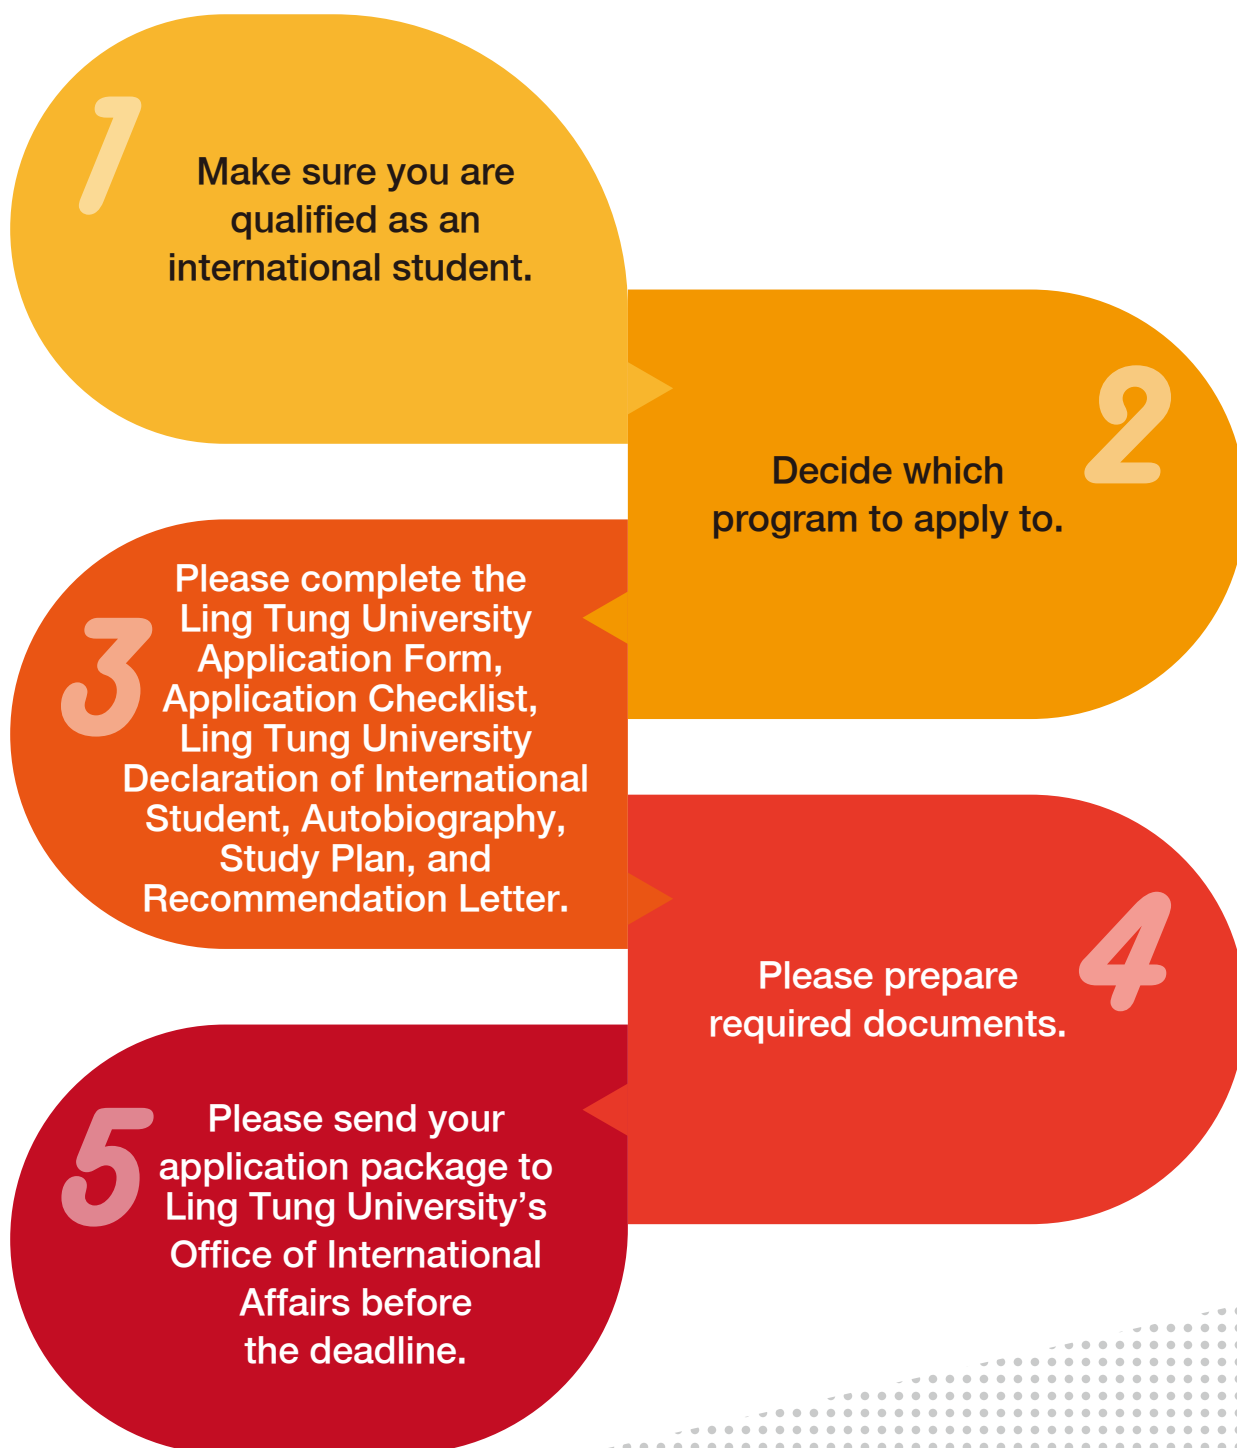 1
Make sure you are
qualified as an
international student.
2
Decide which
program to apply to.
3
Please complete the
Ling Tung University
Application Form,
Application Checklist,
Ling Tung University
Declaration of International
Student, Autobiography,
Study Plan, and
Recommendation Letter.
4
Please prepare
required documents.
5
Please send your
application package to
Ling Tung University’s
Office of International
Affairs before
the deadline.